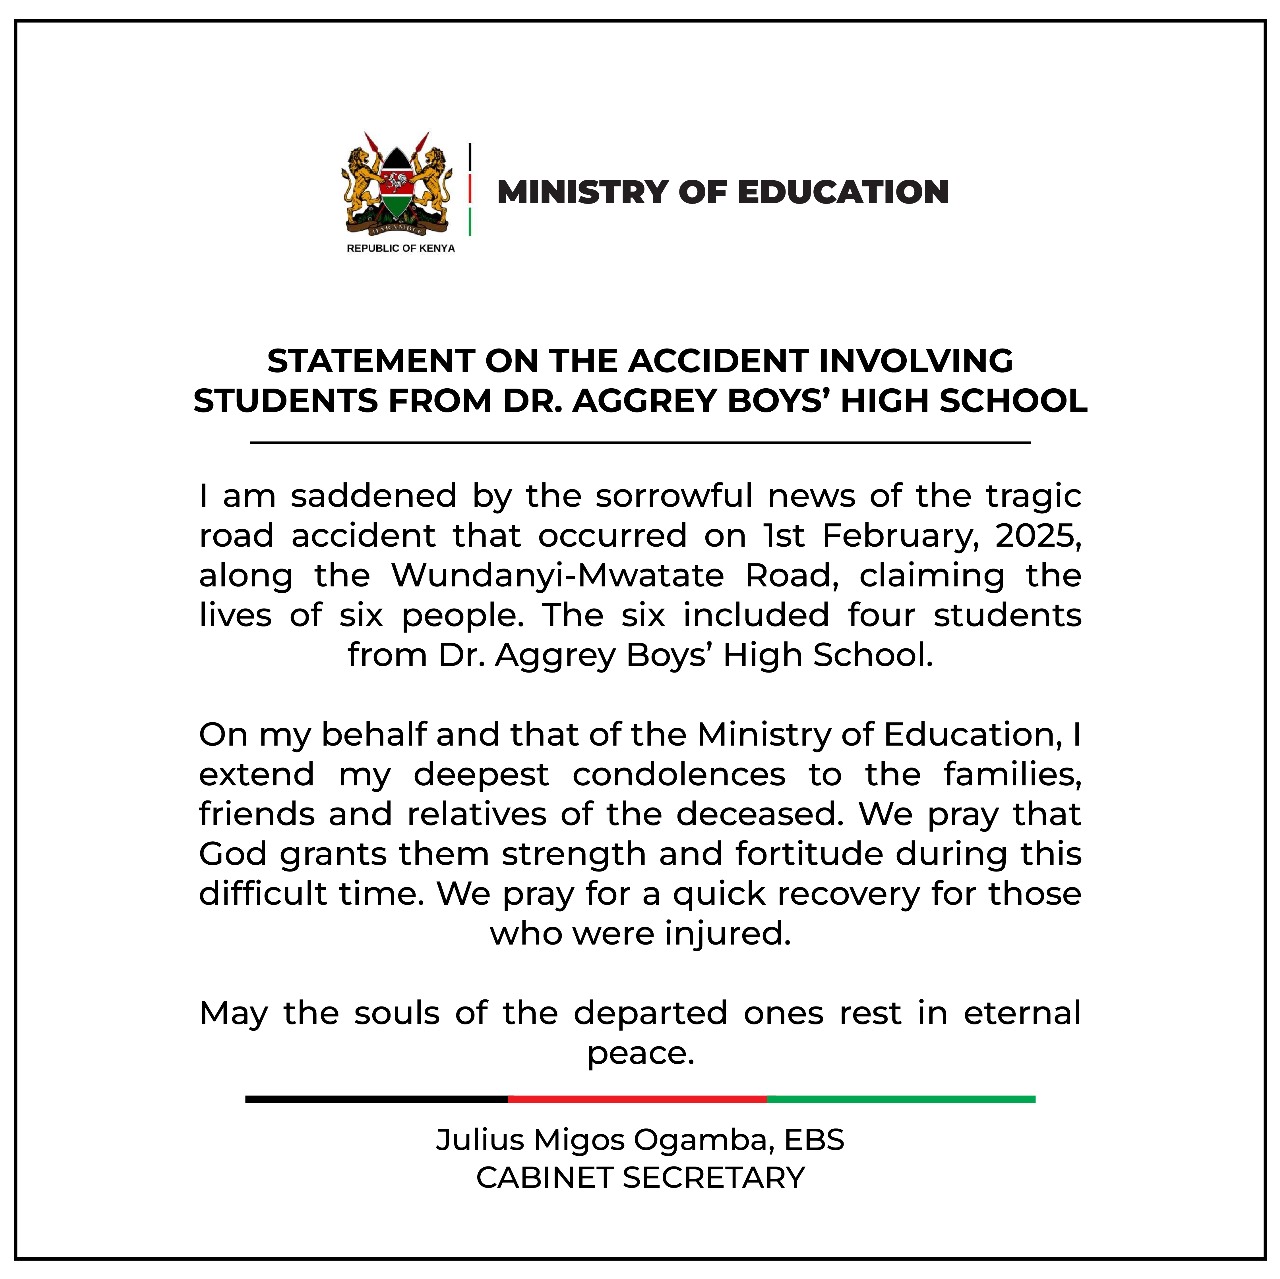 REPUBLIC OF KENYA
MINISTRY OF EDUCATION
STATEMENT ON THE ACCIDENT INVOLVING
STUDENTS FROM DR. AGGREY BOYS’ HIGH SCHOOL
I am saddened by the sorrowful news of the tragic
road accident that occurred on 1st February, 2025,
along the Wundanyi-Mwatate Road, claiming the
lives of six people. The six included four students
from Dr. Aggrey Boys’ High School.
On my behalf and that of the Ministry of Education, I
extend my deepest condolences to the families,
friends and relatives of the deceased. We pray that
God grants them strength and fortitude during this
difficult time. We pray for a quick recovery for those
who were injured.
May the souls of the departed ones rest in eternal
peace.
Julius Migos Ogamba, EBS
CABINET SECRETARY